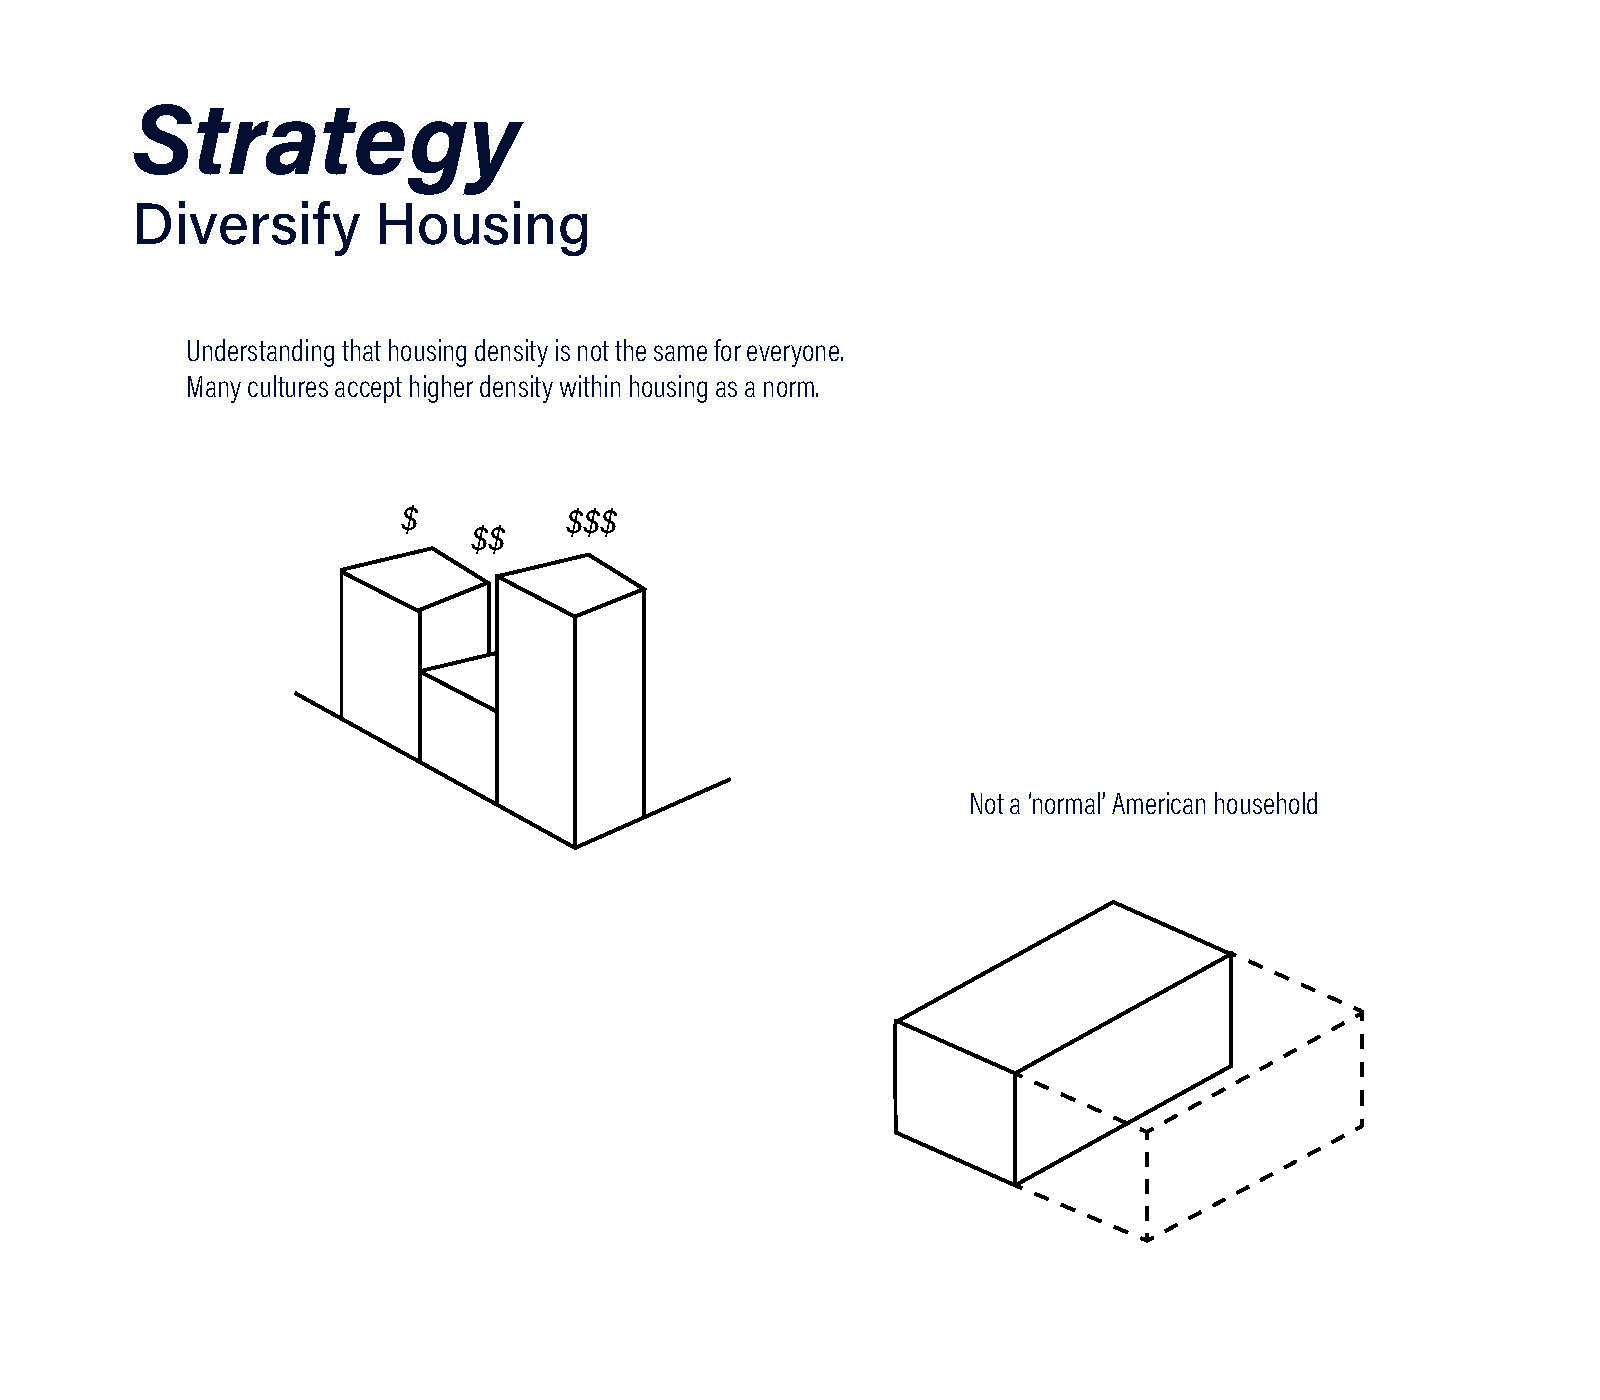 Strategy
Diversify Housing
Understanding that housing density is not the same for everyone.
Many cultures accept higher density within housing as a norm.
$
$$
$$$
Not a ‘normal’ American household